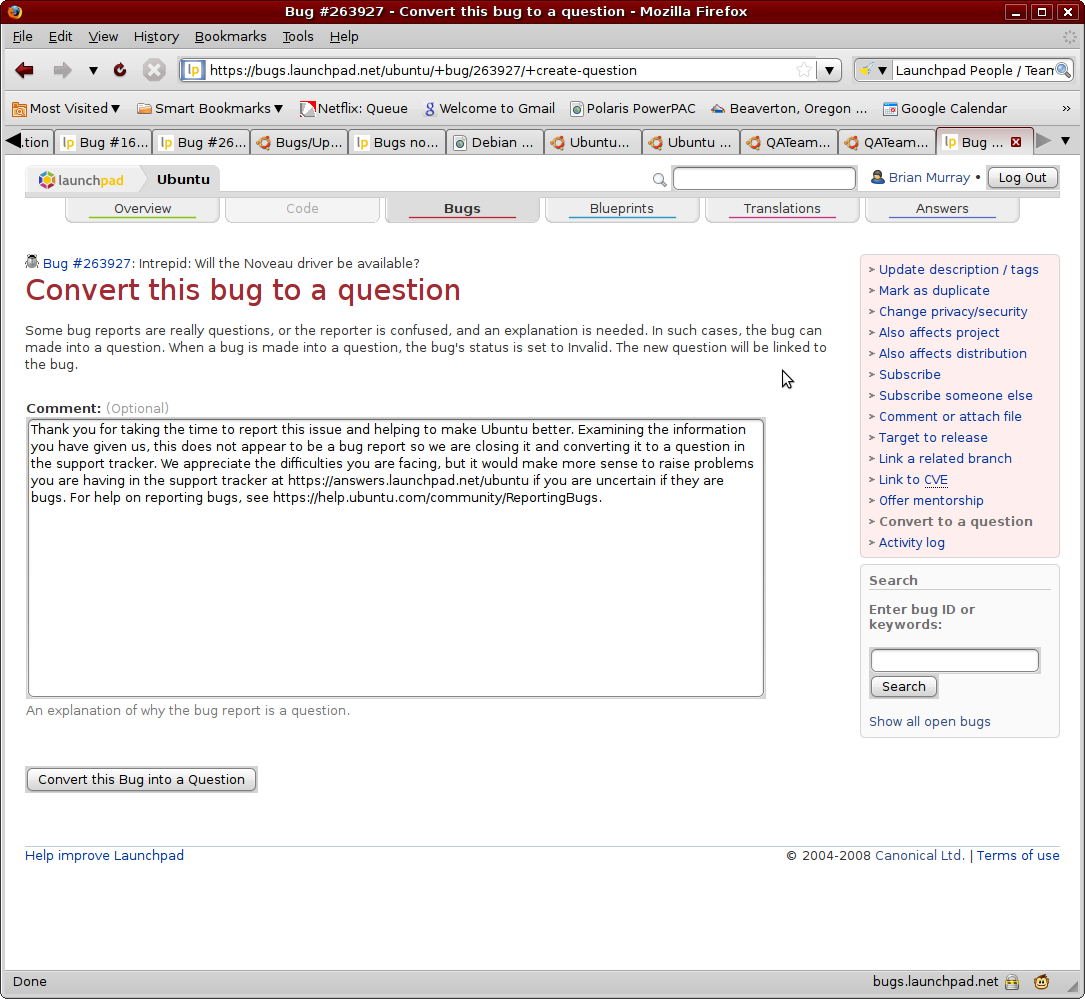 Bug #263927 - Convert this bug to a question - Mozilla Firefox
File Edit View History Bookmarks Tools Help
https://bugs.launchpad.net/ubuntu/+bug/263927/+create-question
Launchpad People / Team
Most Visited
Smart Bookmarks
Netflix: Queue
Welcome to Gmail
Polaris PowerPAC
Beaverton, Oregon ...
Google Calendar
»
.tion
Bug #16...
Bug #26...
Bugs/Up...
Bugs no...
Debian ...
Ubuntu...
Ubuntu ...
QATeam...
QATeam...
Bug ...
launchpad
Ubuntu
Brian Murray •
Log Out
Overview
Code
Bugs
Blueprints
Translations
Answers
Bug #263927: Intrepid: Will the Noveau driver be available?
Convert this bug to a question
Some bug reports are really questions, or the reporter is confused, and an explanation is needed. In such cases, the bug can
made into a question. When a bug is made into a question, the bug's status is set to Invalid. The new question will be linked to
the bug.
Comment: (Optional)
Thank you for taking the time to report this issue and helping to make Ubuntu better. Examining the information
you have given us, this does not appear to be a bug report so we are closing it and converting it to a question in
the support tracker. We appreciate the difficulties you are facing, but it would make more sense to raise problems
you are having in the support tracker at https://answers.launchpad.net/ubuntu if you are uncertain if they are
bugs. For help on reporting bugs, see https://help.ubuntu.com/community/ReportingBugs.
An explanation of why the bug report is a question.
Convert this Bug into a Question
Update description / tags
Mark as duplicate
Change privacy/security
Also affects project
Also affects distribution
Subscribe
Subscribe someone else
Comment or attach file
Target to release
Link a related branch
Link to CVE
Offer mentorship
Convert to a question
Activity log
Search
Enter bug ID or
keywords:
Search
Show all open bugs
Help improve Launchpad
© 2004-2008 Canonical Ltd. | Terms of use
Done
bugs.launchpad.net